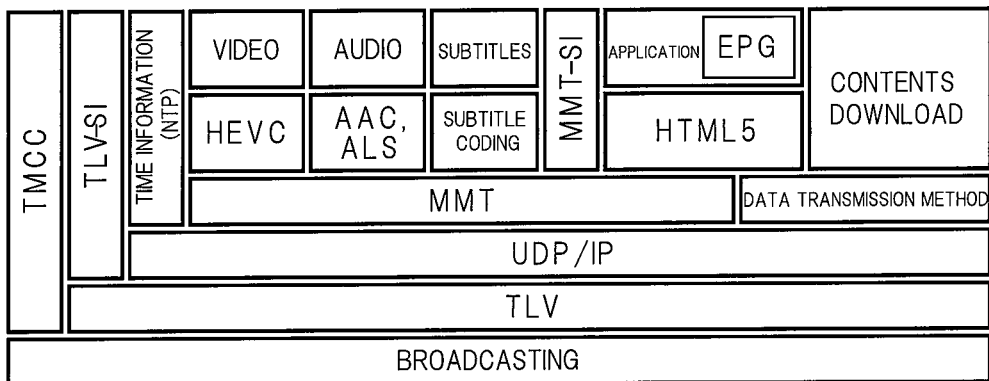 TMCC
TLV-SI
TIME INFORMATION
(NTP)
VIDEO
AUDIO
SUBTITLES
MMT-SI
APPLICATION
EPG
CONTENTS
DOWNLOAD
HEVC
AAC,
ALS
SUBTITLE
CODING
HTML5
MMT
DATA TRANSMISSION METHOD
UDP/IP
TLV
BROADCASTING